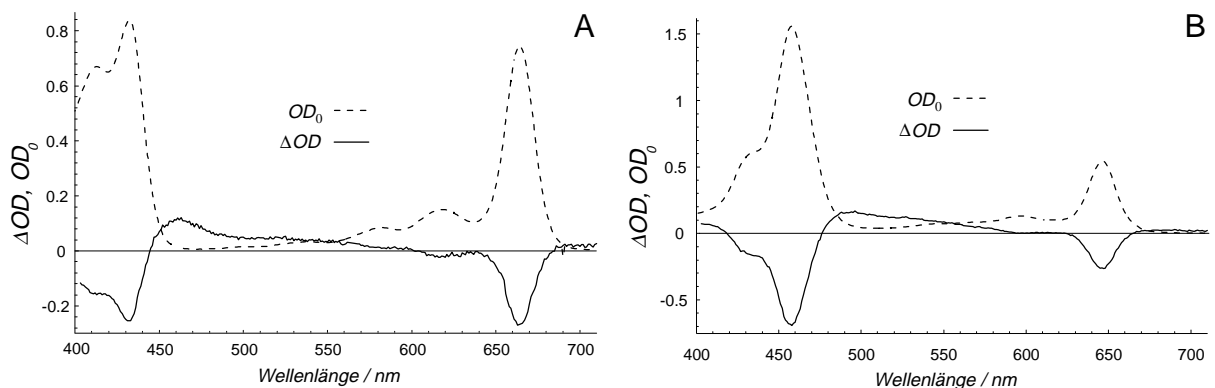 A
0.8
0.6
0.4
0.2
0
-0.2
ΔOD, OD₀
OD₀
ΔOD
400 450 500 550 600 650 700
Wellenlänge / nm
B
1.5
1
0.5
0
-0.5
ΔOD, OD₀
OD₀
ΔOD
400 450 500 550 600 650 700
Wellenlänge / nm